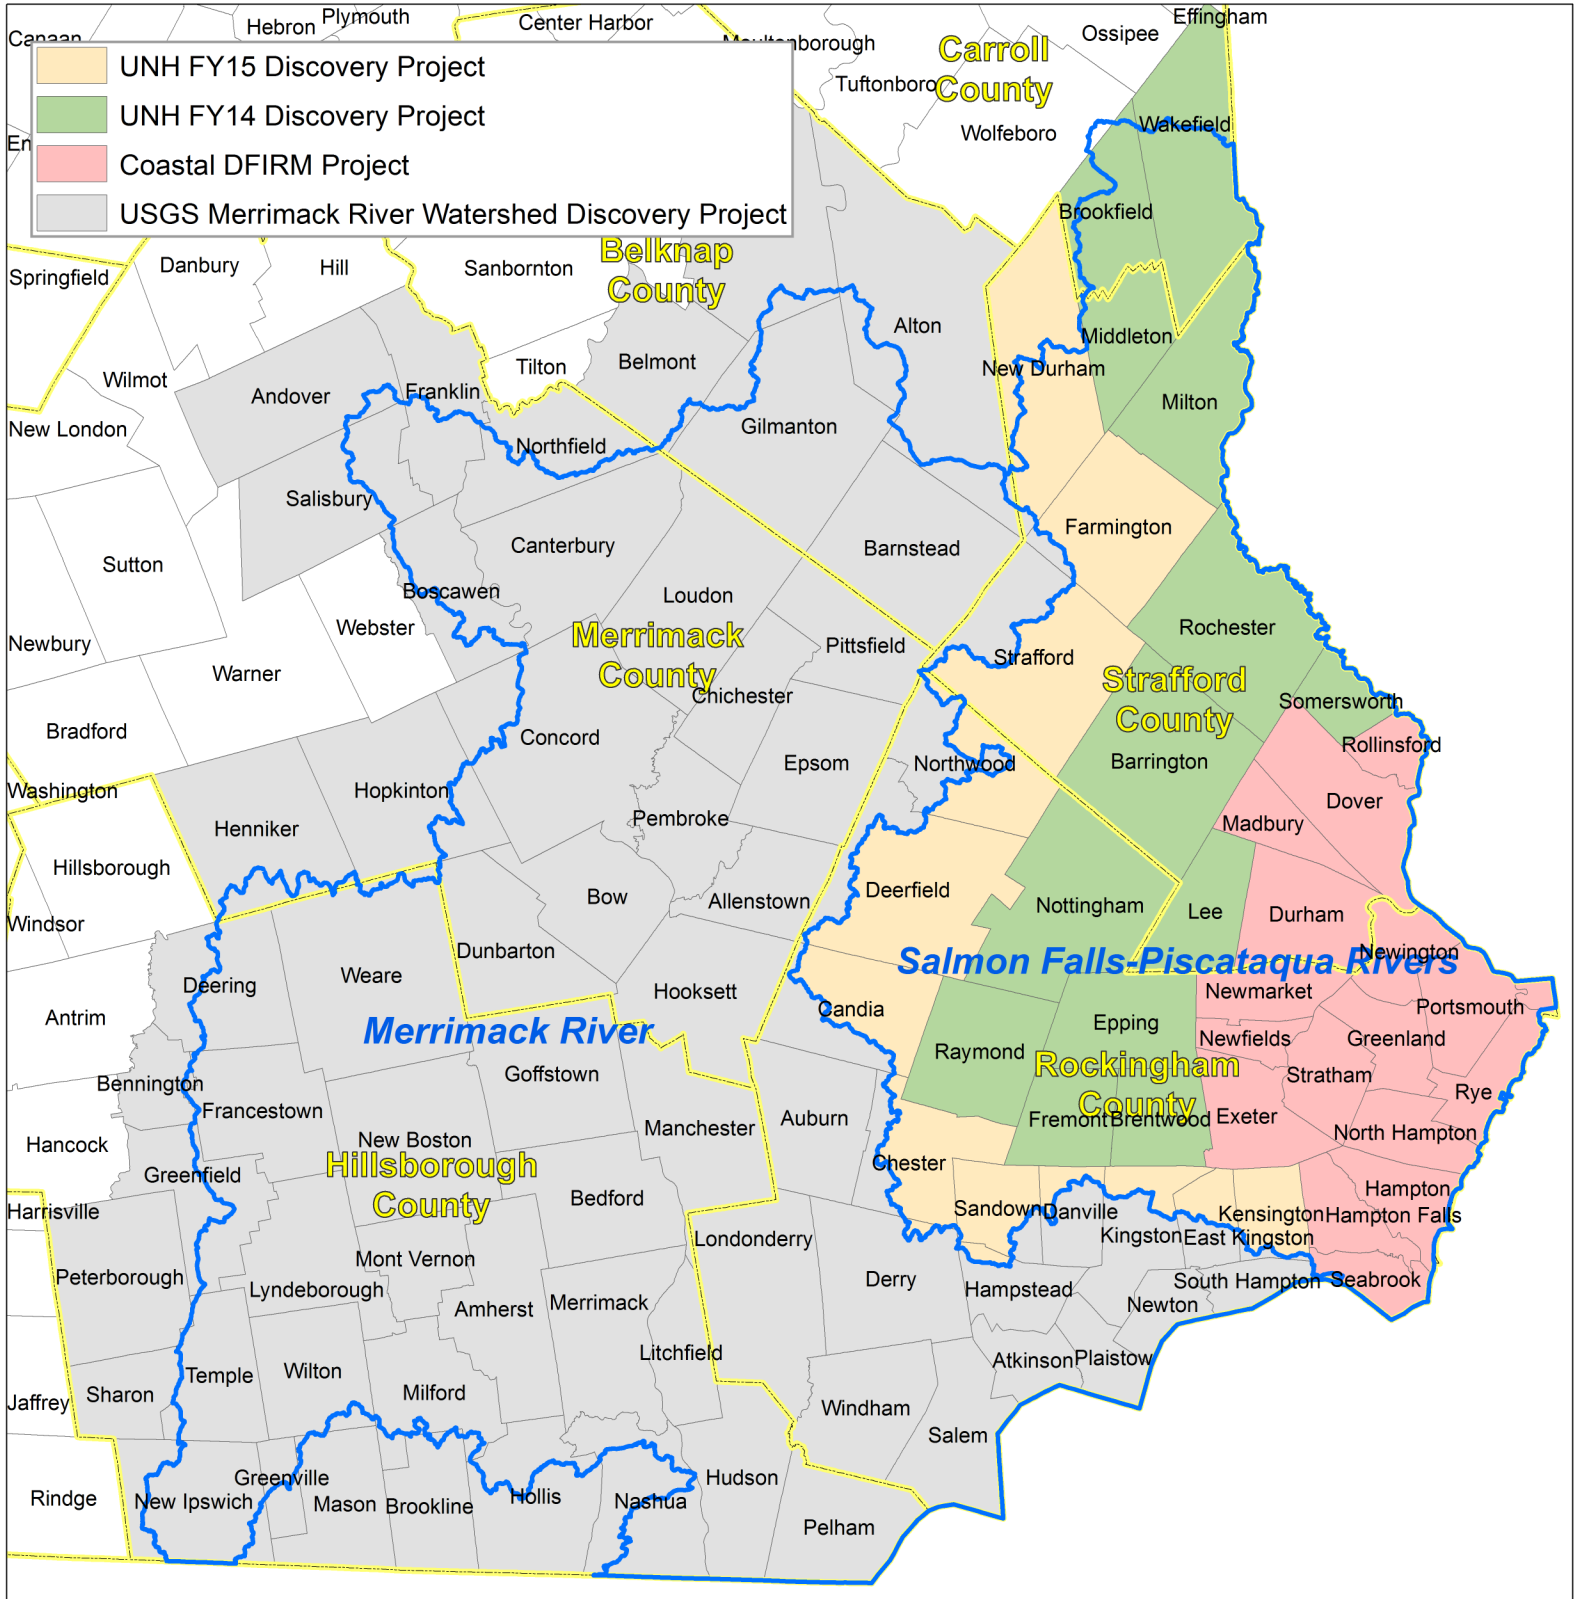 Hebron
Plymouth
Center Harbor
Effingham
Ossipee
Canaan
Moultonborough
Carroll
County
Tuftonboro
Wolfeboro
Wakefield
En
UNH FY15 Discovery Project
UNH FY14 Discovery Project
Coastal DFIRM Project
USGS Merrimack River Watershed Discovery Project
Brookfield
Springfield
Danbury
Hill
Sanbornton
Belknap
County
Alton
Middleton
New Durham
Milton
Wilmot
Andover
Franklin
Tilton
Belmont
New London
Northfield
Gilmanton
Salisbury
Farmington
Sutton
Canterbury
Barnstead
Boscawen
Loudon
Webster
Newbury
Warner
Merrimack
County
Pittsfield
Strafford
Rochester
Strafford
County
Chichester
Somersworth
Bradford
Concord
Rollinsford
Epsom
Northwood
Barrington
Washington
Hopkinton
Dover
Henniker
Pembroke
Madbury
Hillsborough
Bow
Allenstown
Deerfield
Nottingham
Lee
Durham
Windsor
Dunbarton
Newington
Salmon Falls-Piscataqua Rivers
Deering
Weare
Hooksett
Candia
Newmarket
Portsmouth
Antrim
Merrimack River
Epping
Newfields
Greenland
Raymond
Rockingham
County
Goffstown
Stratham
Bennington
Francestown
Rye
Auburn
Fremont
Brentwood
Exeter
North Hampton
Hancock
New Boston
Manchester
Greenfield
Hillsborough
County
Chester
Hampton
Bedford
Harrisville
Sandown
Danville
Kensington
Hampton Falls
Londonderry
Kingston
East Kingston
Mont Vernon
Peterborough
Lyndeborough
Derry
Hampstead
South Hampton
Seabrook
Amherst
Merrimack
Newton
Litchfield
Atkinson
Plaistow
Temple
Wilton
Sharon
Milford
Jaffrey
Windham
Salem
Rindge
Greenville
Hudson
New Ipswich
Mason
Brookline
Hollis
Nashua
Pelham